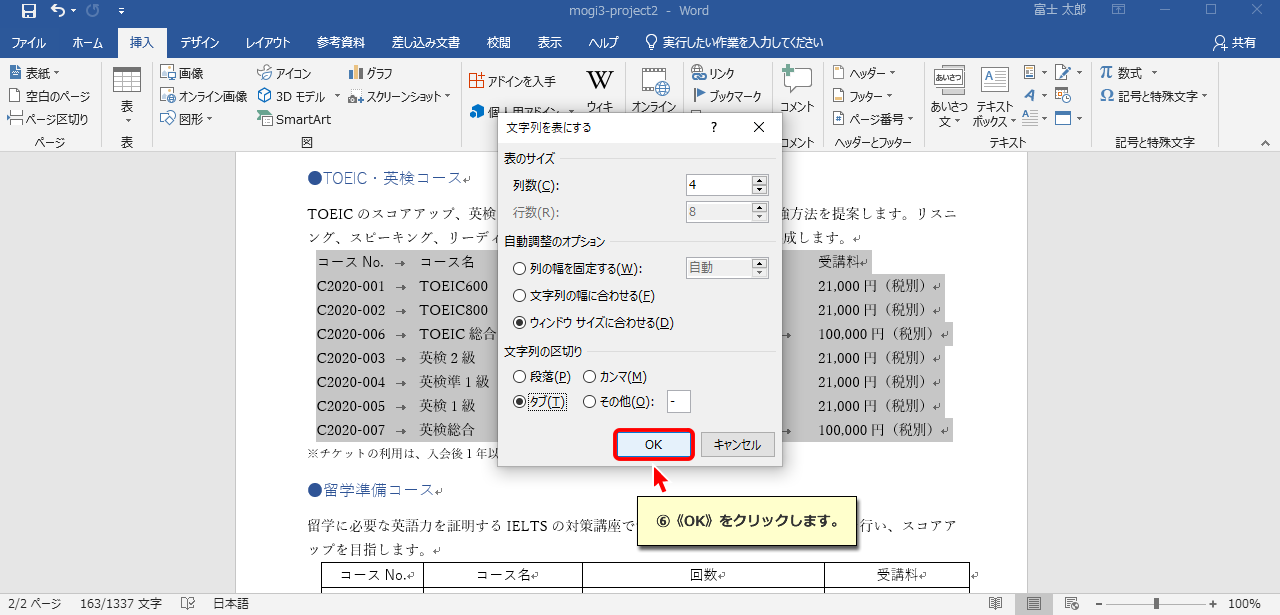 mogi3-project2 - Word
富士 太郎
ファイル ホーム 挿入 デザイン レイアウト 参考資料 差し込み文書 校閲 表示 ヘルプ 実行したい作業を入力してください 共有
表紙
空白のページ
ページ区切り
ページ
表
表
画像
オンライン画像
図形
アイコン
3D モデル
SmartArt
グラフ
スクリーンショット
図
アドインを入手
個人用アドイン
W
ウィキ
オンライン
リンク
ブックマーク
コメント
コメント
ヘッダー
フッター
ページ番号
ヘッダーとフッター
あいさつ
あいさつ
文
A
テキスト
ボックス
テキスト
π 数式
Ω 記号と特殊文字
記号と特殊文字
●TOEIC・英検コース
TOEIC のスコアアップ、英検
強方法を提案します。リスニ
ング、スピーキング、リーディ
成します。
コース No. → コース名
受講料
C2020-001 → TOEIC600
21,000 円（税別）
C2020-002 → TOEIC800
21,000 円（税別）
C2020-006 → TOEIC 総合
→ 100,000 円（税別）
C2020-003 → 英検 2 級
21,000 円（税別）
C2020-004 → 英検準 1 級
21,000 円（税別）
C2020-005 → 英検 1 級
21,000 円（税別）
C2020-007 → 英検総合
→ 100,000 円（税別）
※チケットの利用は、入会後 1 年以
●留学準備コース
留学に必要な英語力を証明する IELTS の対策講座で
行い、スコアア
ップを目指します。
コース No. コース名 回数 受講料
文字列を表にする ?
表のサイズ
列数(C): 4
行数(R): 8
自動調整のオプション
列の幅を固定する(W): 自動
文字列の幅に合わせる(F)
ウィンドウ サイズに合わせる(D)
文字列の区切り
段落(P) カンマ(M)
タブ(T) その他(O): -
OK キャンセル
⑥《OK》をクリックします。
2/2 ページ 163/1337 文字 日本語 - + 100%